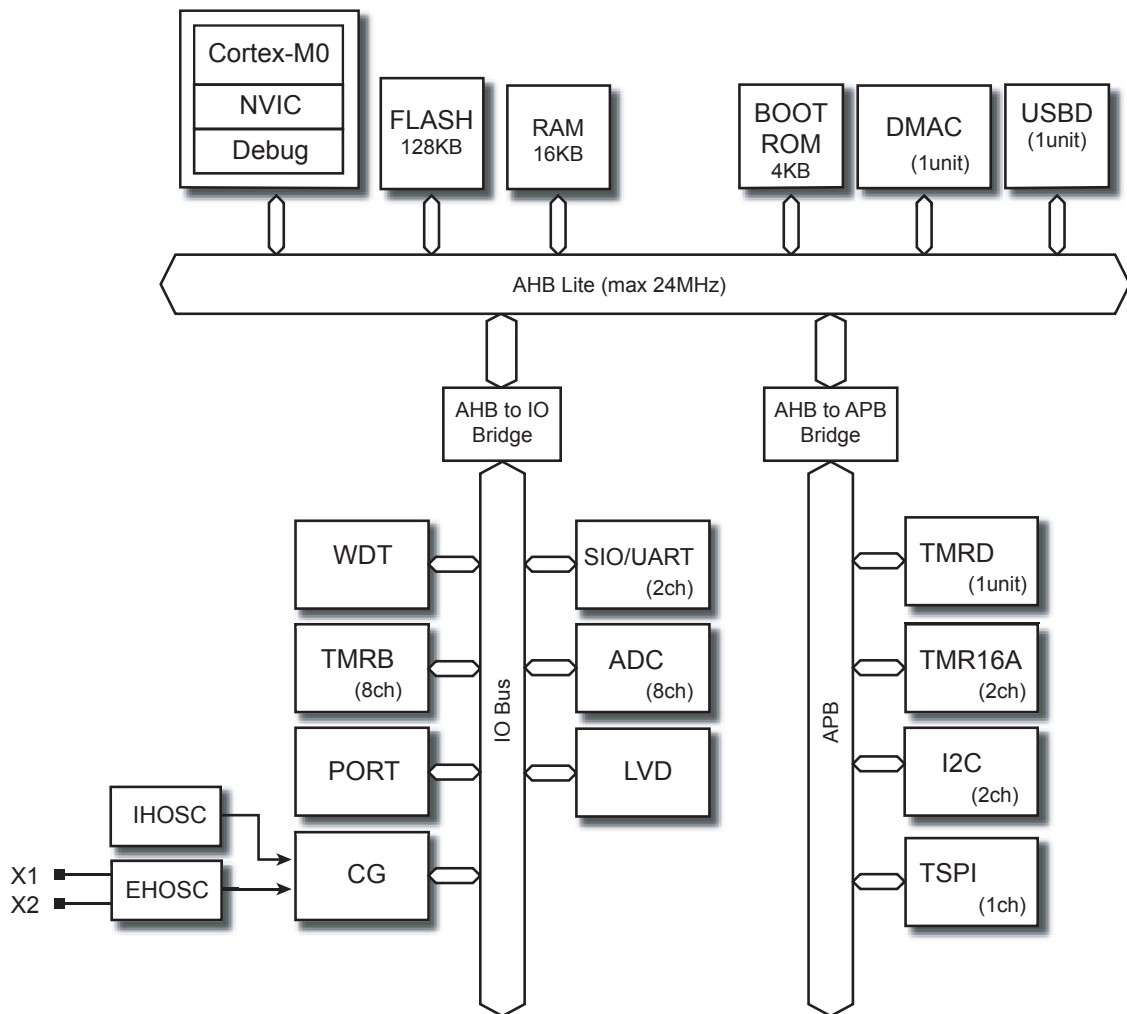 Cortex-M0
NVIC
Debug
FLASH
128KB
RAM
16KB
BOOT
ROM
4KB
DMAC
(1unit)
USBD
(1unit)
AHB Lite (max 24MHz)
AHB to IO
Bridge
AHB to APB
Bridge
WDT
SIO/UART
(2ch)
TMRB
(8ch)
ADC
(8ch)
PORT
LVD
IO Bus
IHOSC
X1
X2
EHOSC
CG
APB
TMRD
(1unit)
TMR16A
(2ch)
I2C
(2ch)
TSPI
(1ch)